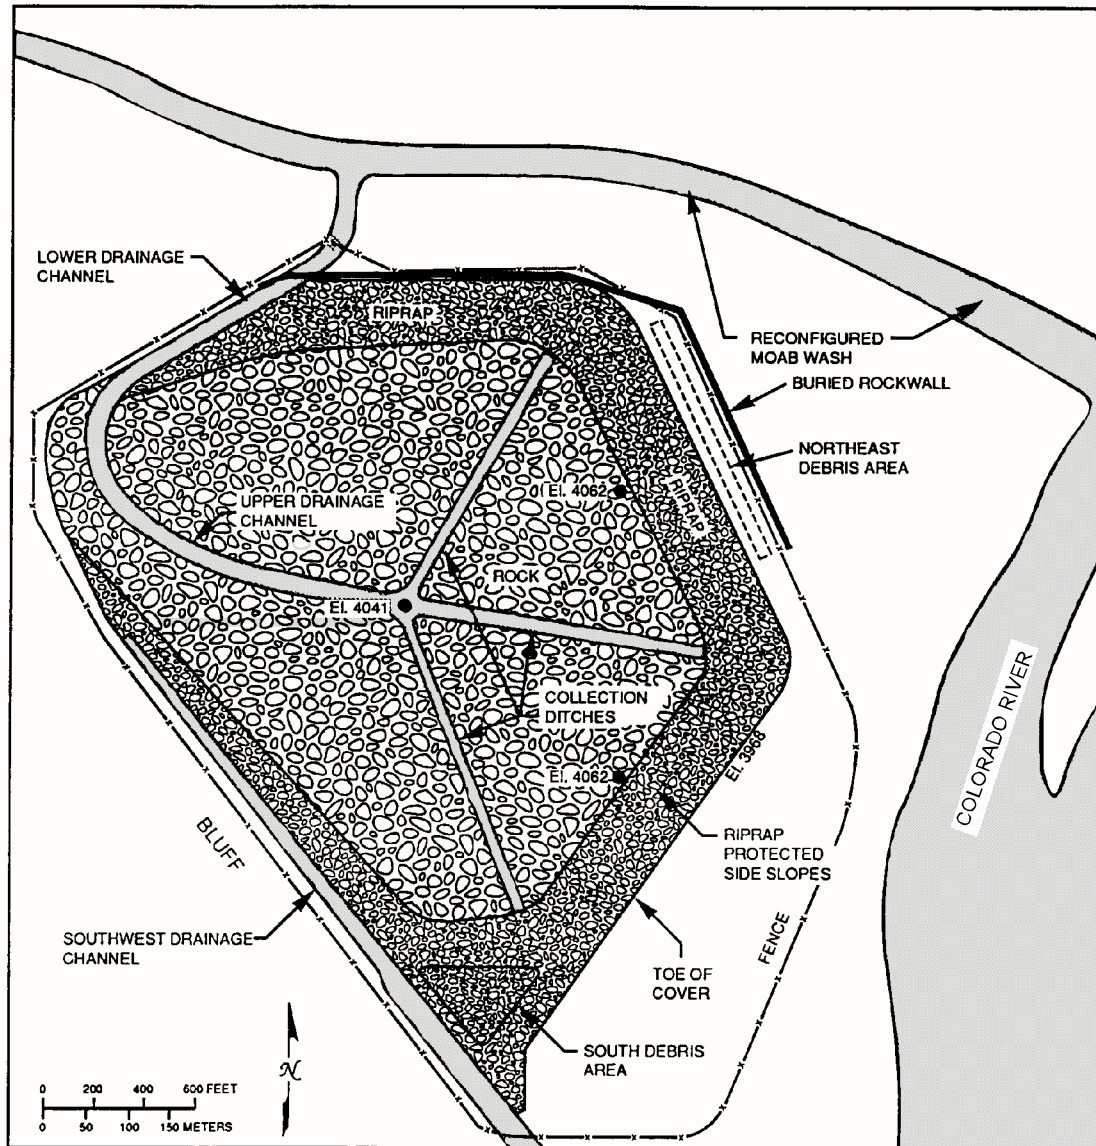 LOWER DRAINAGE
CHANNEL
RIPRAP
RECONFIGURED
MOAB WASH
BURIED ROCKWALL
NORTHEAST
DEBRIS AREA
El. 4062
RIPRAP
UPPER DRAINAGE
CHANNEL
ROCK
El. 4041
COLLECTION
DITCHES
El. 4062
El. 3968
COLORADO RIVER
BLUFF
RIPRAP
PROTECTED
SIDE SLOPES
SOUTHWEST DRAINAGE
CHANNEL
FENCE
TOE OF
COVER
SOUTH DEBRIS
AREA
N
0 200 400 600 FEET
0 50 100 150 METERS